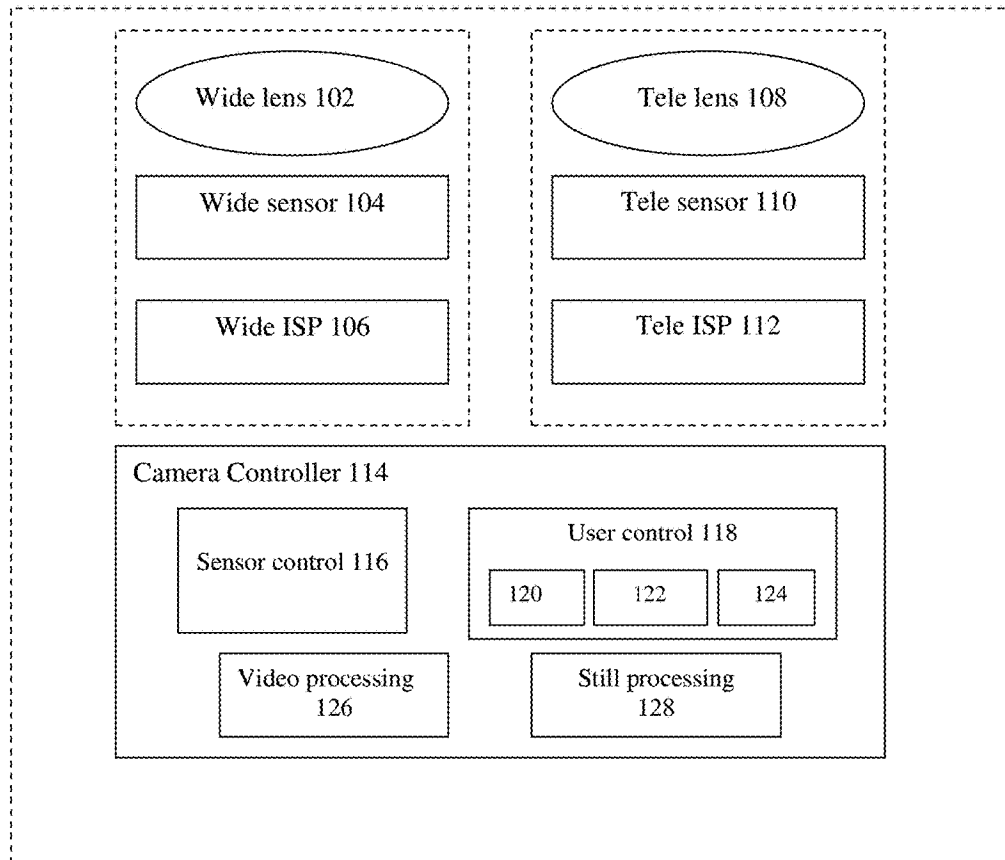 Wide lens 102
Tele lens 108
Wide sensor 104
Tele sensor 110
Wide ISP 106
Tele ISP 112
Camera Controller 114
Sensor control 116
User control 118
120
122
124
Video processing
126
Still processing
128